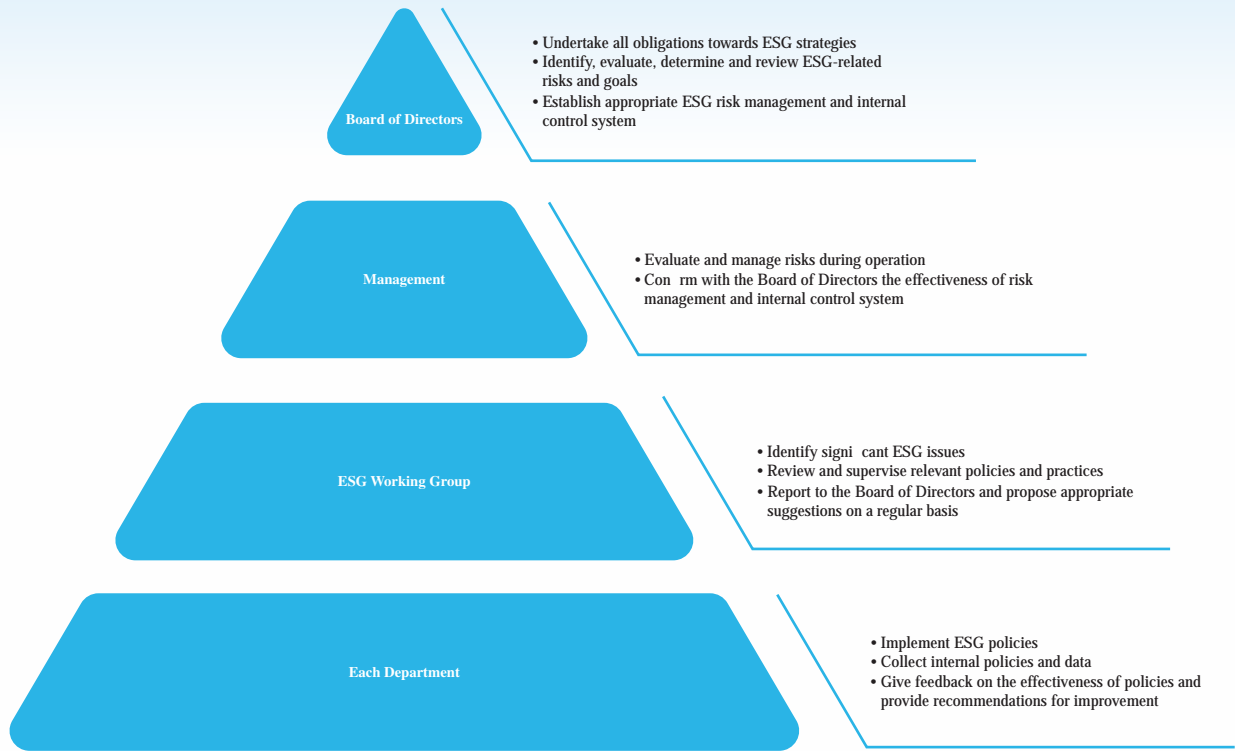 • Undertake all obligations towards ESG strategies
• Identify, evaluate, determine and review ESG-related
risks and goals
• Establish appropriate ESG risk management and internal
control system
Board of Directors
• Evaluate and manage risks during operation
• Con rm with the Board of Directors the effectiveness of risk
management and internal control system
Management
• Identify signi cant ESG issues
• Review and supervise relevant policies and practices
• Report to the Board of Directors and propose appropriate
suggestions on a regular basis
ESG Working Group
• Implement ESG policies
• Collect internal policies and data
• Give feedback on the effectiveness of policies and
provide recommendations for improvement
Each Department